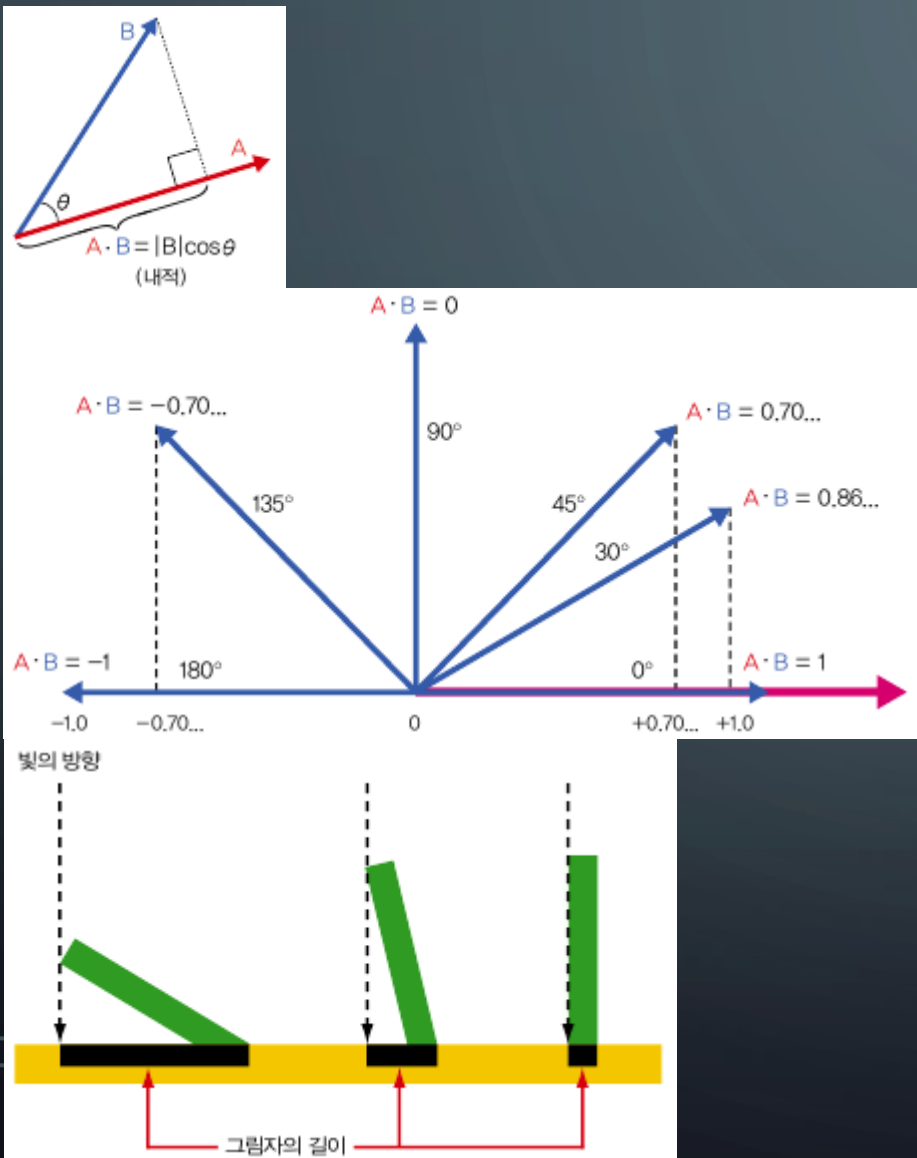 B
A
θ
A · B = |B|cosθ
(내적)
A · B = 0
A · B = -0.70...
90°
A · B = 0.70...
135°
45°
A · B = 0.86...
30°
A · B = -1
180°
0°
A · B = 1
-1.0
-0.70...
0
+0.70...
+1.0
빛의 방향
그림자의 길이